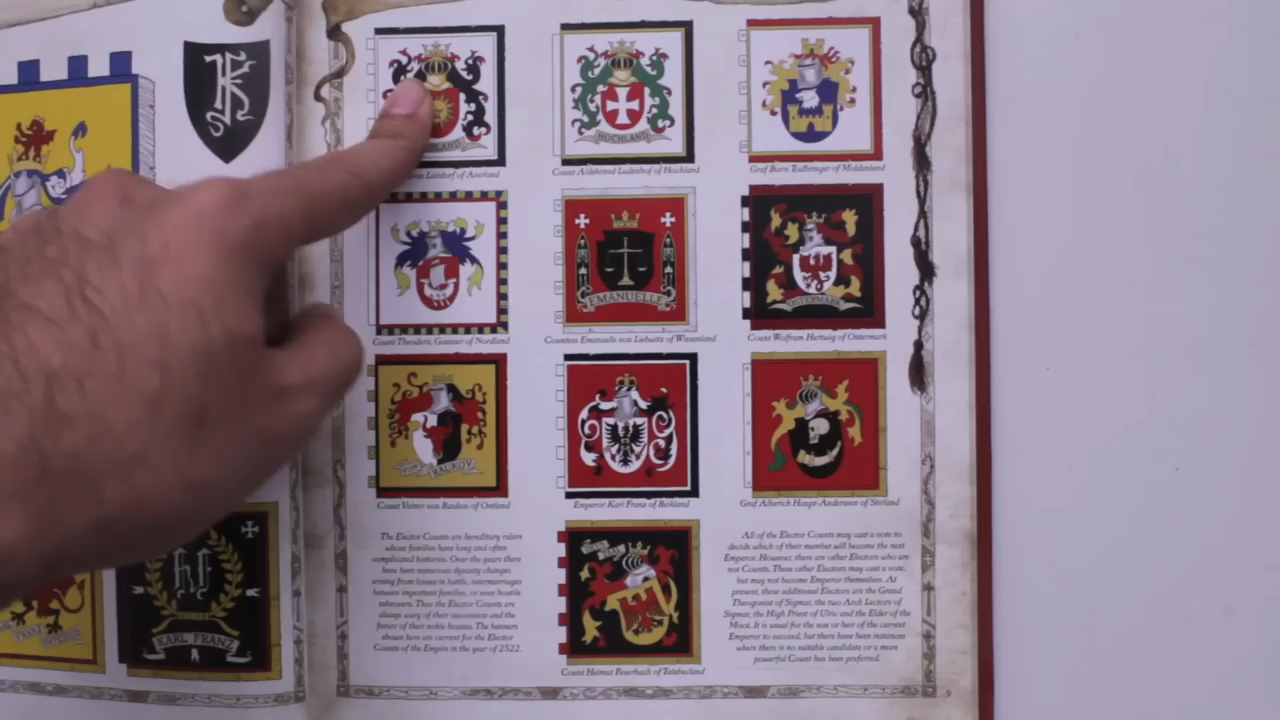 HOCHLAND
Leitdorf of Averland
Count Aldebrand Ludenhof of Hochland
Graf Boris Todbringer of Middenland
EMANUELLE
OSTERMARK
Count Theoderic Gausser of Nordland
Countess Emanuelle von Liebwitz of Wissenland
Count Wolfram Hertwig of Ostermark
VON RAUKOV
Count Valmir von Raukov of Ostland
Emperor Karl Franz of Reikland
Graf Alberich Haupt-Anderssen of Stirland
The Elector Counts are hereditary rulers
whose families have long and often
complicated histories. Over the years there
have been numerous dynasty changes
arising from losses in battle, intermarriages
between important families, or even hostile
takeovers. Thus the Elector Counts are
always wary of their succession and the
future of their noble houses. The banners
shown here are current for the Elector
Counts of the Empire in the year of 2522.
Count Helmut Feuerbach of Talabecland
All of the Elector Counts may cast a vote to
decide which of their member will become the next
Emperor. However, there are other Electors who are
not Counts. These other Electors may cast a vote,
but may not become Emperor themselves. At
present, these additional Electors are the Grand
Theogonist of Sigmar, the two Arch Lectors of
Sigmar, the High Priest of Ulric and the Elder of the
Moot. It is usual for the son or heir of the current
Emperor to succeed, but there have been instances
where there is no suitable candidate or a more
powerful Count has been preferred.
KARL FRANZ
9